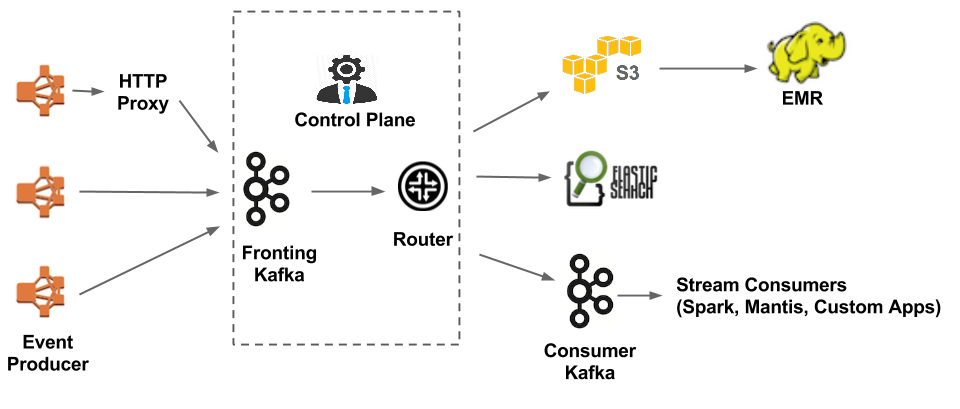 HTTP
Proxy
Control Plane
S3
EMR
ELASTIC
SEARCH
Fronting
Kafka
Router
Stream Consumers
(Spark, Mantis, Custom Apps)
Event
Producer
Consumer
Kafka